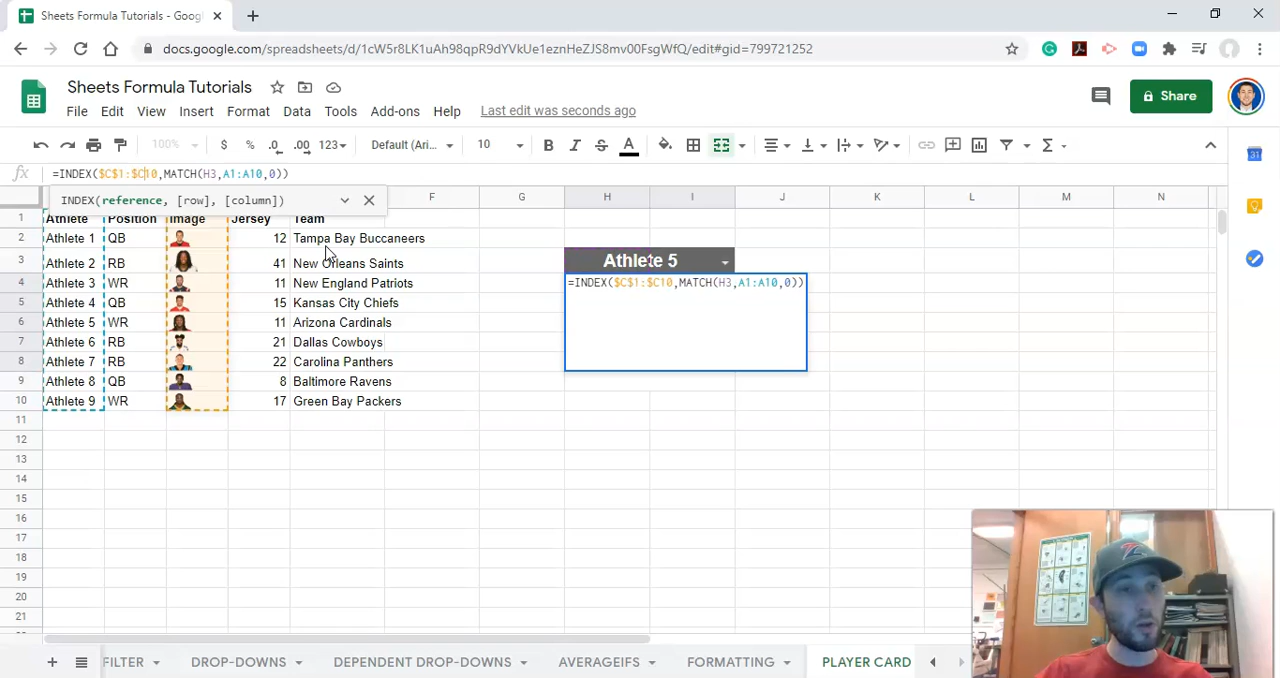 Sheets Formula Tutorials - Goog
docs.google.com/spreadsheets/d/1cW5r8LK1uAh98qpR9dYVkUe1eznHeZJS8mv00FsgWfQ/edit#gid=799721252
Sheets Formula Tutorials
File Edit View Insert Format Data Tools Add-ons Help Last edit was seconds ago
Share
100% $ % .0 .00 123 Default (Ari... 10 B I S A
fx =INDEX($C$1:$C10,MATCH(H3,A1:A10,0))
INDEX(reference, [row], [column])
F G H I J K L M N
1 Athlete Position Image Jersey Team
2 Athlete 1 QB 12 Tampa Bay Buccaneers
3 Athlete 2 RB 41 New Orleans Saints Athlete 5
4 Athlete 3 WR 11 New England Patriots =INDEX($C$1:$C10,MATCH(H3,A1:A10,0))
5 Athlete 4 QB 15 Kansas City Chiefs
6 Athlete 5 WR 11 Arizona Cardinals
7 Athlete 6 RB 21 Dallas Cowboys
8 Athlete 7 RB 22 Carolina Panthers
9 Athlete 8 QB 8 Baltimore Ravens
10 Athlete 9 WR 17 Green Bay Packers
11
12
13
14
15
16
17
18
19
20
21
FILTER DROP-DOWNS DEPENDENT DROP-DOWNS AVERAGEIFS FORMATTING PLAYER CARD